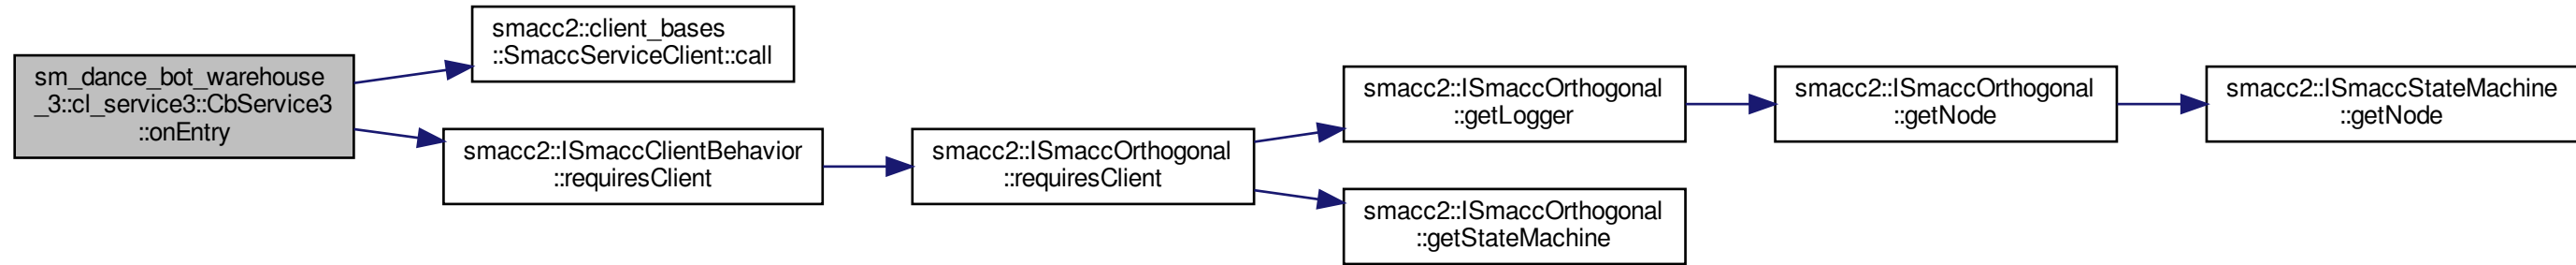 sm_dance_bot_warehouse
_3::cl_service3::CbService3
::onEntry
smacc2::client_bases
::SmaccServiceClient::call
smacc2::ISmaccClientBehavior
::requiresClient
smacc2::ISmaccOrthogonal
::requiresClient
smacc2::ISmaccOrthogonal
::getLogger
smacc2::ISmaccOrthogonal
::getStateMachine
smacc2::ISmaccOrthogonal
::getNode
smacc2::ISmaccStateMachine
::getNode